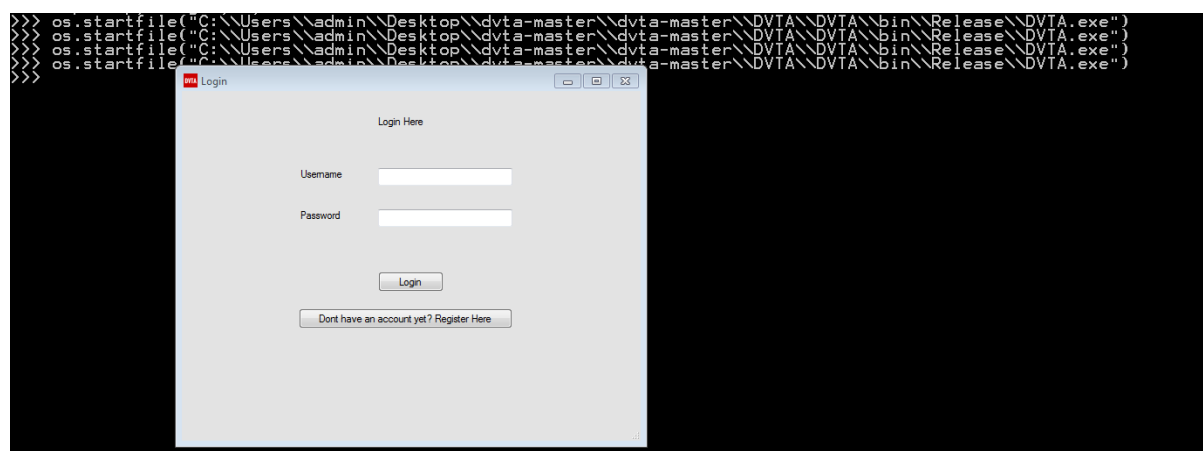 >>> os.startfile("C:\\Users\\admin\\Desktop\\dvta-master\\dvta-master\\DVTA\\DVTA\\bin\\Release\\DVTA.exe")
>>> os.startfile("C:\\Users\\admin\\Desktop\\dvta-master\\dvta-master\\DVTA\\DVTA\\bin\\Release\\DVTA.exe")
>>> os.startfile("C:\\Users\\admin\\Desktop\\dvta-master\\dvta-master\\DVTA\\DVTA\\bin\\Release\\DVTA.exe")
>>> os.startfile("C:\\Users\\admin\\Desktop\\dvta-master\\dvta-master\\DVTA\\DVTA\\bin\\Release\\DVTA.exe")
>>>
DVTA Login
Login Here
Username
Password
Login
Dont have an account yet? Register Here